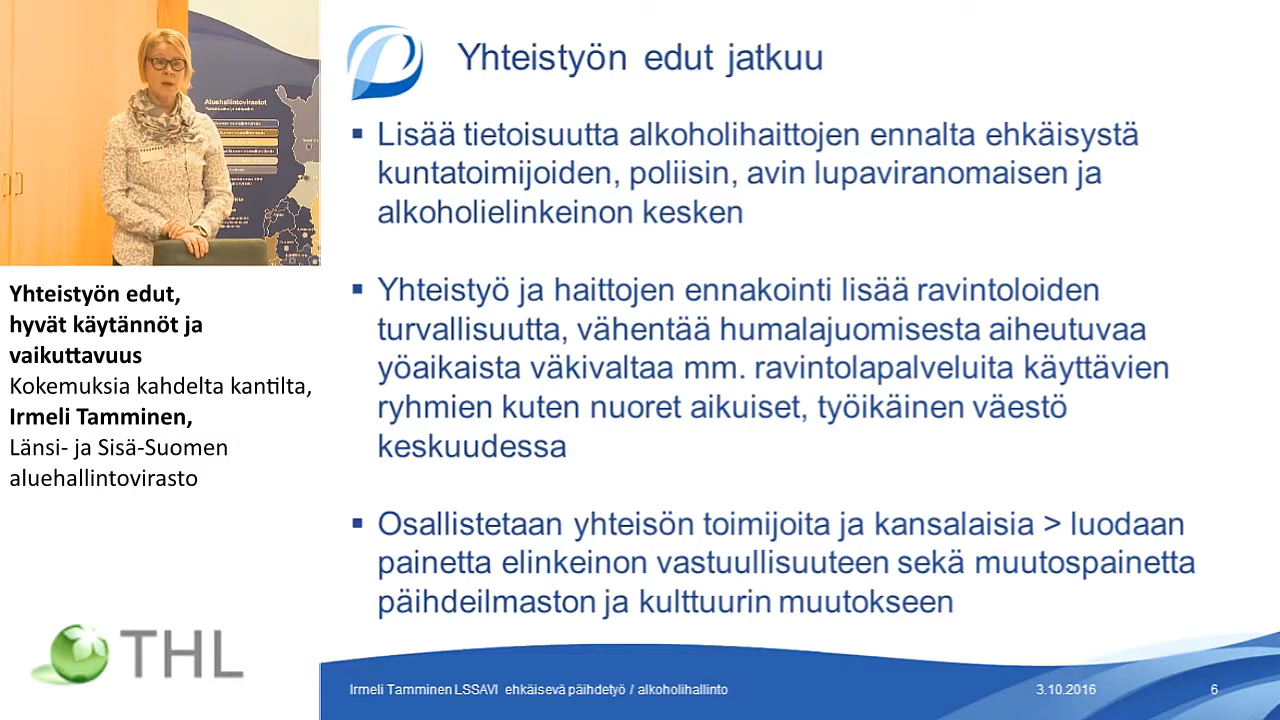 Aluehallintovirastot
Yhteistyön edut,
hyvät käytännöt ja
vaikuttavuus
Kokemuksia kahdelta kantilta,
Irmeli Tamminen,
Länsi- ja Sisä-Suomen
aluehallintovirasto
THL
Yhteistyön edut jatkuu
▪ Lisää tietoisuutta alkoholihaittojen ennalta ehkäisystä
kuntatoimijoiden, poliisin, avin lupaviranomaisen ja
alkoholielinkeinon kesken
▪ Yhteistyö ja haittojen ennakointi lisää ravintoloiden
turvallisuutta, vähentää humalajuomisesta aiheutuvaa
yöaikaista väkivaltaa mm. ravintolapalveluita käyttävien
ryhmien kuten nuoret aikuiset, työikäinen väestö
keskuudessa
▪ Osallistetaan yhteisön toimijoita ja kansalaisia > luodaan
painetta elinkeinon vastuullisuuteen sekä muutospainetta
päihdeilmaston ja kulttuurin muutokseen
Irmeli Tamminen LSSAVI ehkäisevä päihdetyö / alkoholihallinto
3.10.2016
6